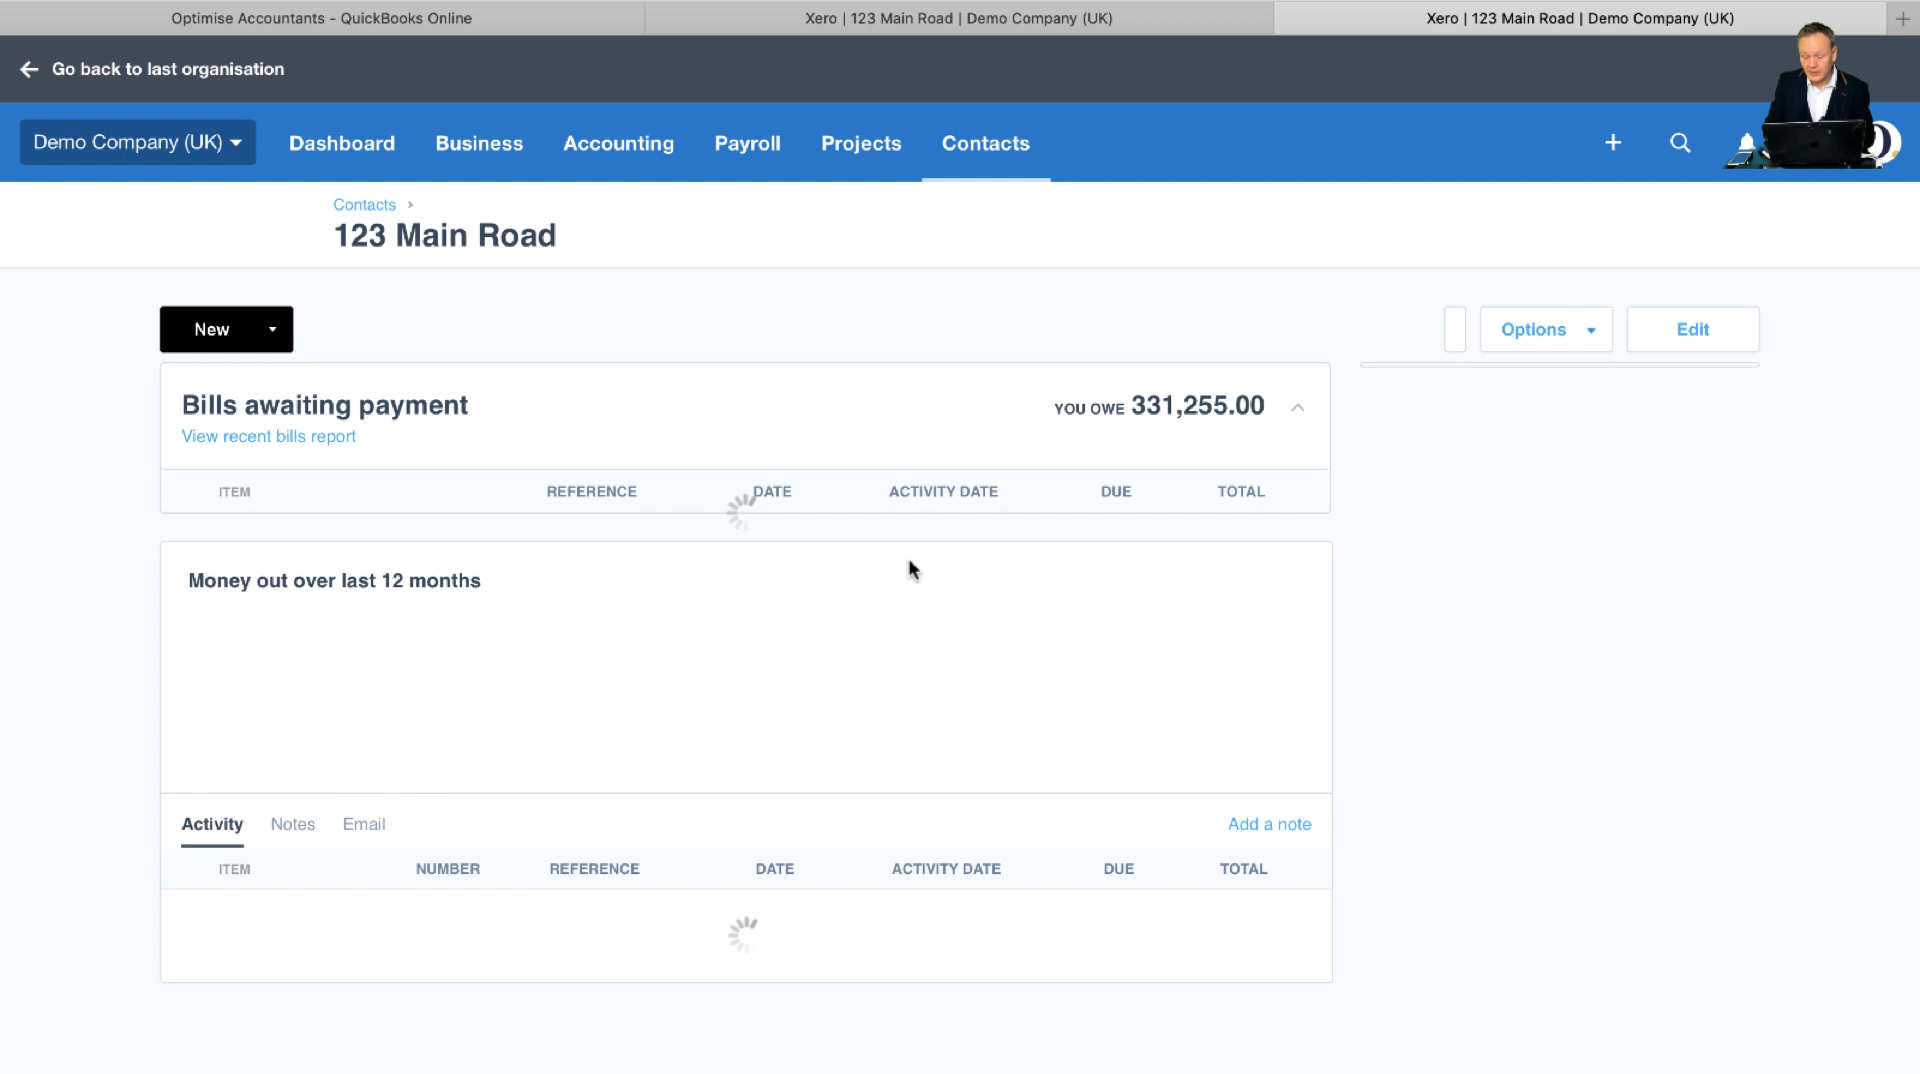 Optimise Accountants - QuickBooks Online
Xero | 123 Main Road | Demo Company (UK)
Xero | 123 Main Road | Demo Company (UK)
Go back to last organisation
Demo Company (UK)
Dashboard
Business
Accounting
Payroll
Projects
Contacts
Contacts
123 Main Road
New
Options
Edit
Bills awaiting payment
YOU OWE 331,255.00
View recent bills report
ITEM REFERENCE DATE ACTIVITY DATE DUE TOTAL
Money out over last 12 months
Activity Notes Email
Add a note
ITEM NUMBER REFERENCE DATE ACTIVITY DATE DUE TOTAL